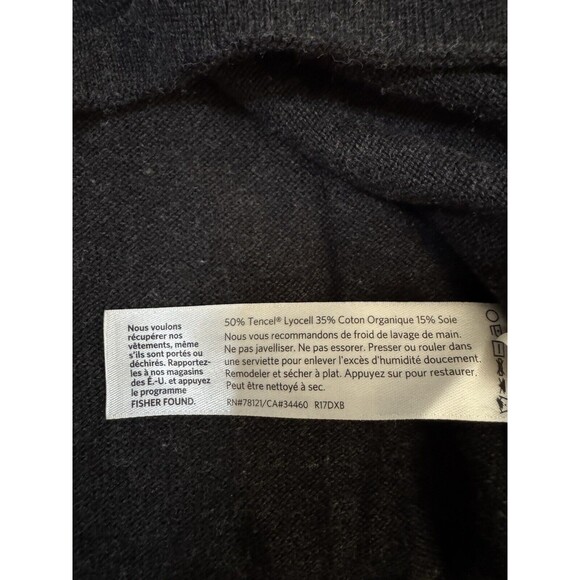 Nous voulons
récupérer nos
vêtements, même
s'ils sont portés ou
déchirés. Rapportez-
les à nos magasins
des É.-U. et appuyez
le programme
FISHER FOUND.
50% Tencel® Lyocell 35% Coton Organique 15% Soie
Nous vous recommandons de froid de lavage de main.
Ne pas javelliser. Ne pas essorer. Presser ou rouler dans
une serviette pour enlever l'excès d'humidité doucement.
Remodeler et sécher à plat. Appuyez sur pour restaurer.
Peut être nettoyé à sec.
RN#78121/CA#34460 R17DXB